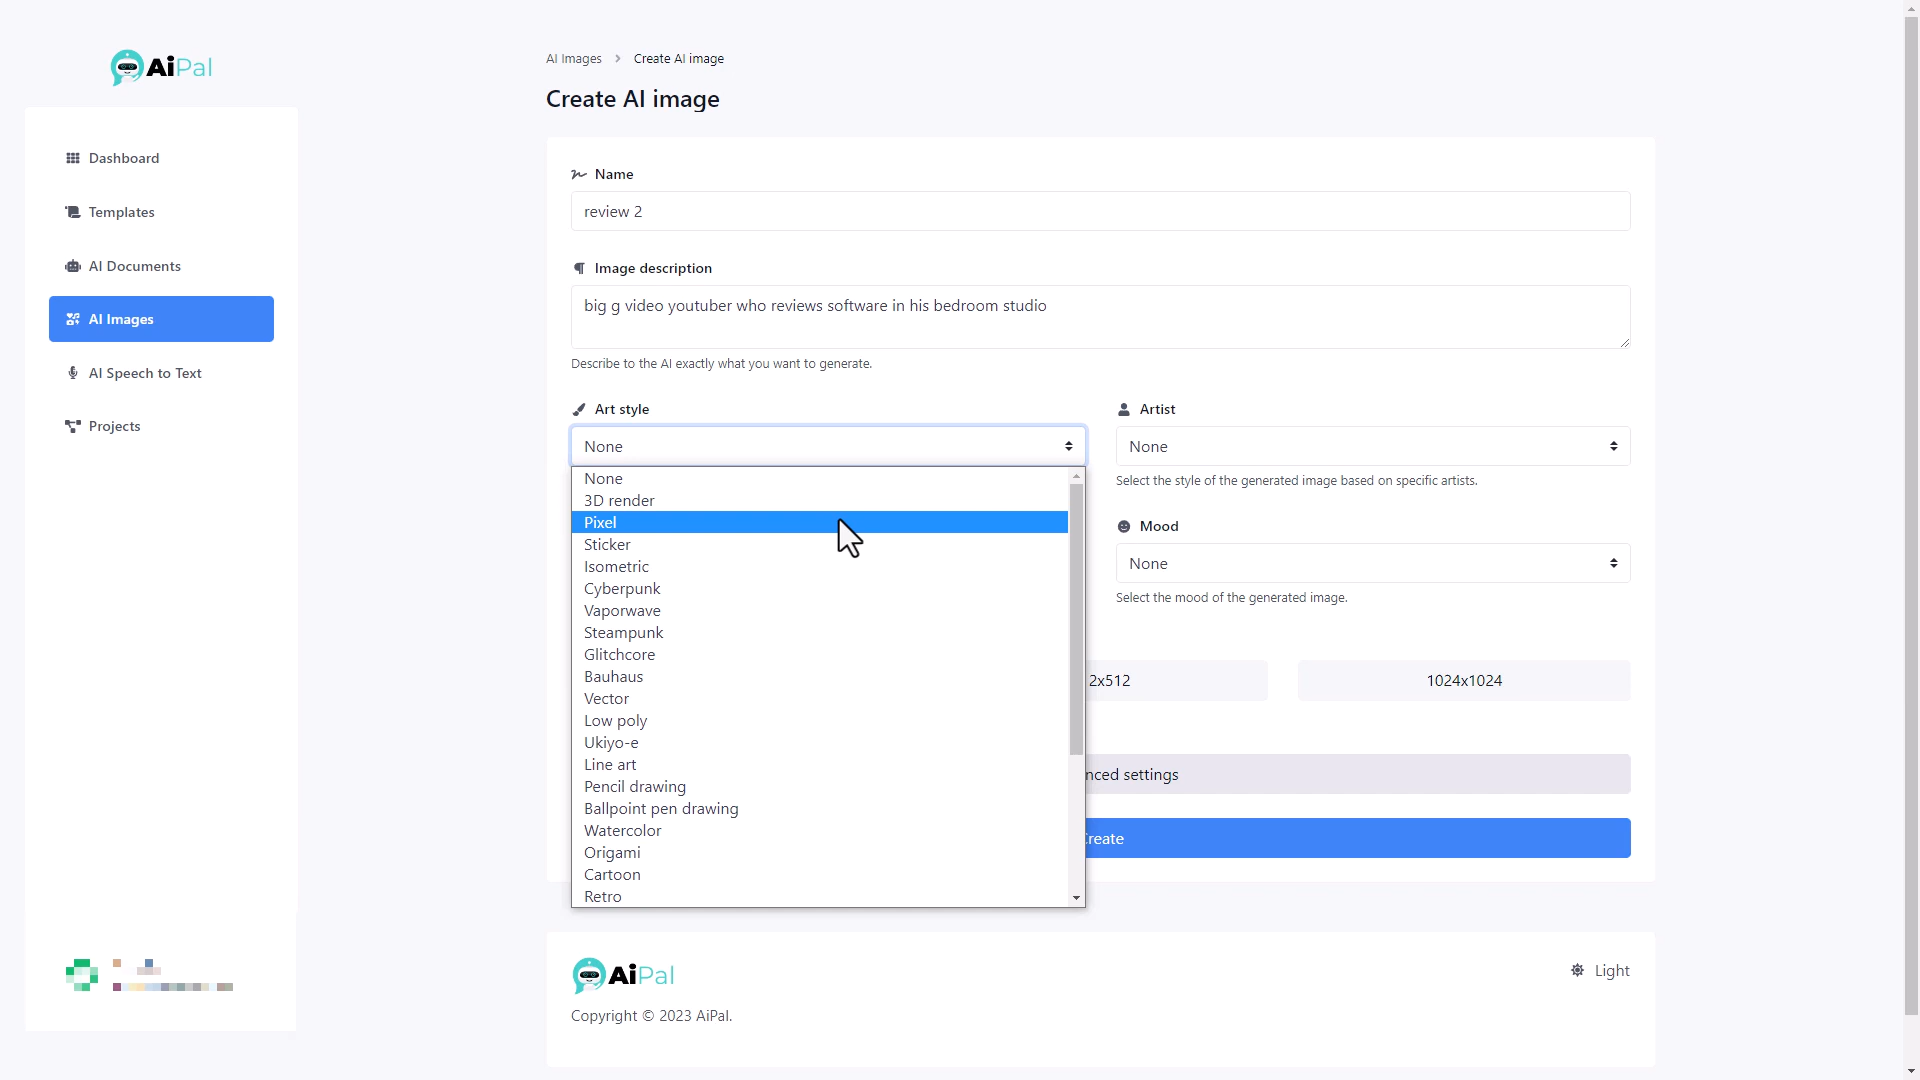 AiPal
AI Images > Create AI image
Create AI image
Dashboard
Templates
AI Documents
AI Images
AI Speech to Text
Projects
Name
review 2
Image description
big g video youtuber who reviews software in his bedroom studio
Describe to the AI exactly what you want to generate.
Art style
None
None
3D render
Pixel
Sticker
Isometric
Cyberpunk
Vaporwave
Steampunk
Glitchcore
Bauhaus
Vector
Low poly
Ukiyo-e
Line art
Pencil drawing
Ballpoint pen drawing
Watercolor
Origami
Cartoon
Retro
Artist
None
Select the style of the generated image based on specific artists.
Mood
None
Select the mood of the generated image.
2x512
1024x1024
nced settings
reate
AiPal
Light
Copyright © 2023 AiPal.